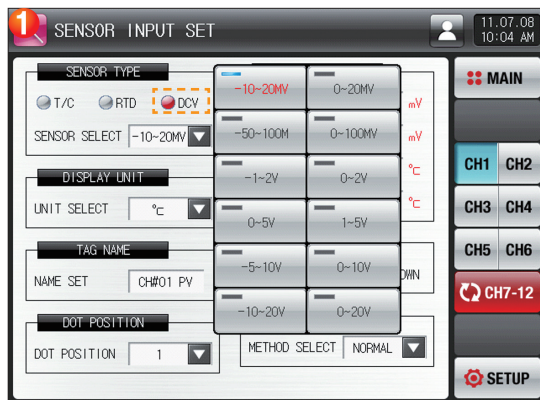 1
SENSOR INPUT SET
11.07.08
10:04 AM
SENSOR TYPE
T/C RTD DCV
SENSOR SELECT -10~20MV
DISPLAY UNIT
UNIT SELECT ℃
TAG NAME
NAME SET CH#01 PV
DOT POSITION
DOT POSITION 1
-10~20MV 0~20MV
-50~100M 0~100MV
-1~2V 0~2V
0~5V 1~5V
-5~10V 0~10V
-10~20V 0~20V
mV
mV
℃
℃
METHOD SELECT NORMAL
MAIN
CH1 CH2
CH3 CH4
CH5 CH6
CH7-12
SETUP